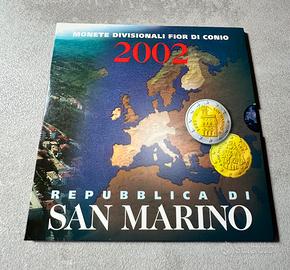 MONETE DIVISIONALI FIOR DI CONIO
2002
REPUBBLICA DI
SAN MARINO